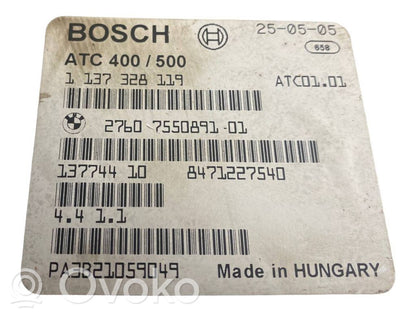 BOSCH 25-05-05
658
ATC 400 / 500
1 137 328 119 ATC01.01
2760 7550891-01
137744 10 8471227540
4.4 1.1
PA3B21059049 Made in HUNGARY
OVOKO